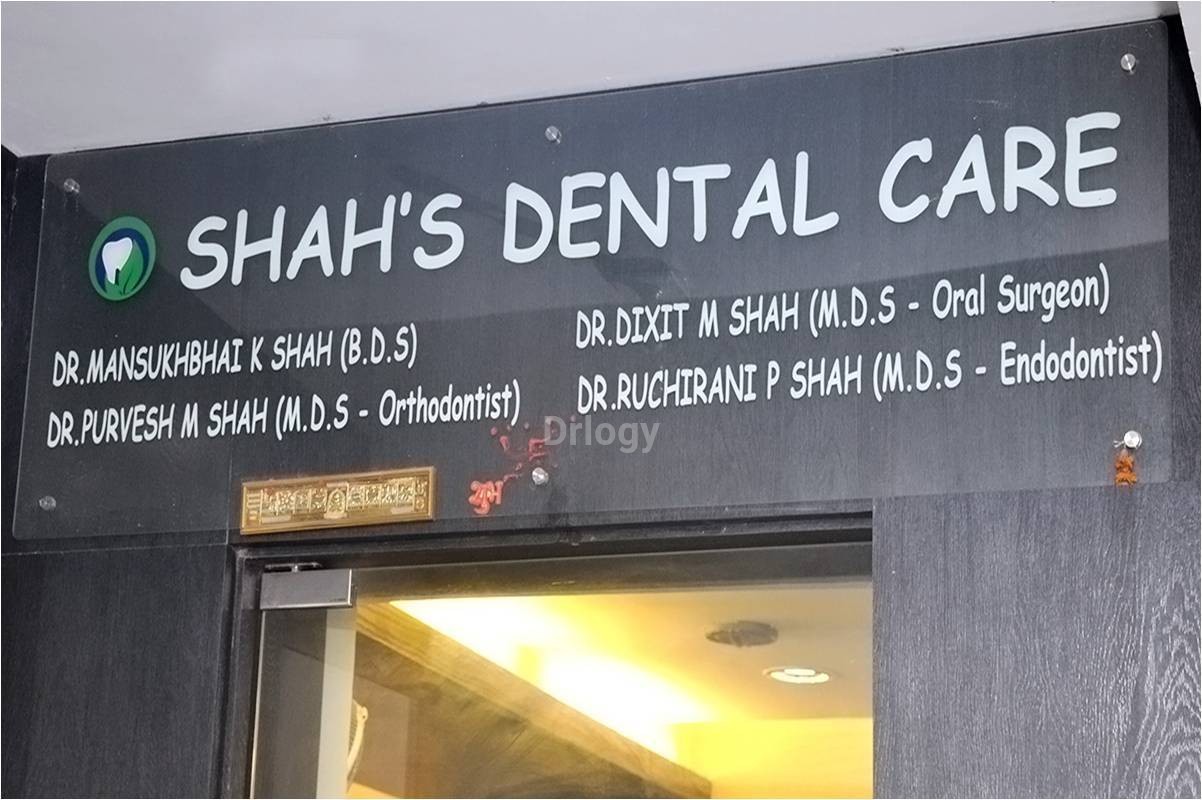 SHAH'S DENTAL CARE
DR.MANSUKHBHAI K SHAH (B.D.S)
DR.PURVESH M SHAH (M.D.S - Orthodontist)
DR.DIXIT M SHAH (M.D.S - Oral Surgeon)
DR.RUCHIRANI P SHAH (M.D.S - Endodontist)
Drlogy
શુભ